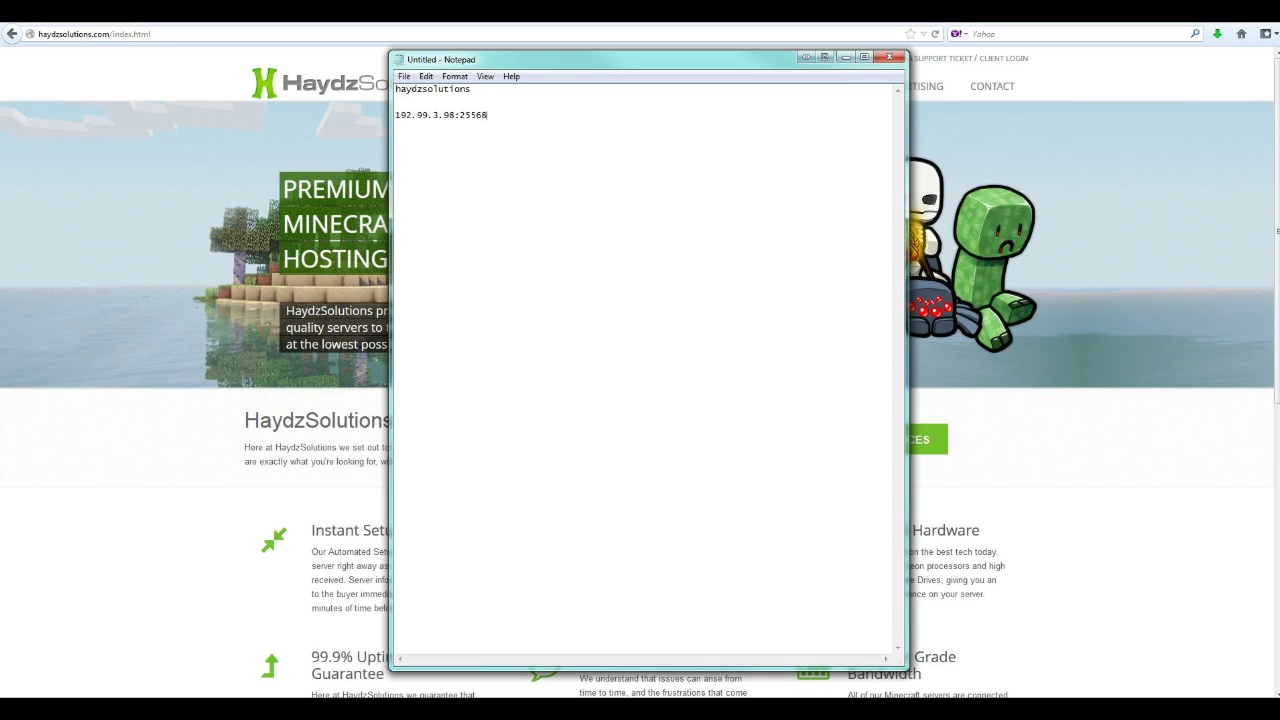 haydzsolutions.com/index.html
Yahoo
Untitled - Notepad
SUPPORT TICKET / CLIENT LOGIN
File Edit Format View Help
haydzsolutions
HaydzSo
CONTACT
192.99.3.98:25568
PREMIUM
MINECRA
HOSTING
HaydzSolutions pr
quality servers to
at the lowest poss
HaydzSolutions
Here at HaydzSolutions we set out to
are exactly what you're looking for,
Instant Setu
Hardware
Our Automated Set
on the best tech today.
server right away as
eon processors and high
received. Server info
e Drives, giving you an
to the buyer immed
nce on your server.
minutes of time befo
99.9% Upti
Grade
Guarantee
Bandwidth
We understand that issues can arise from
Here at HaydzSolutions we guarantee that
time to time, and the frustrations that come
All of our Minecraft servers are connected